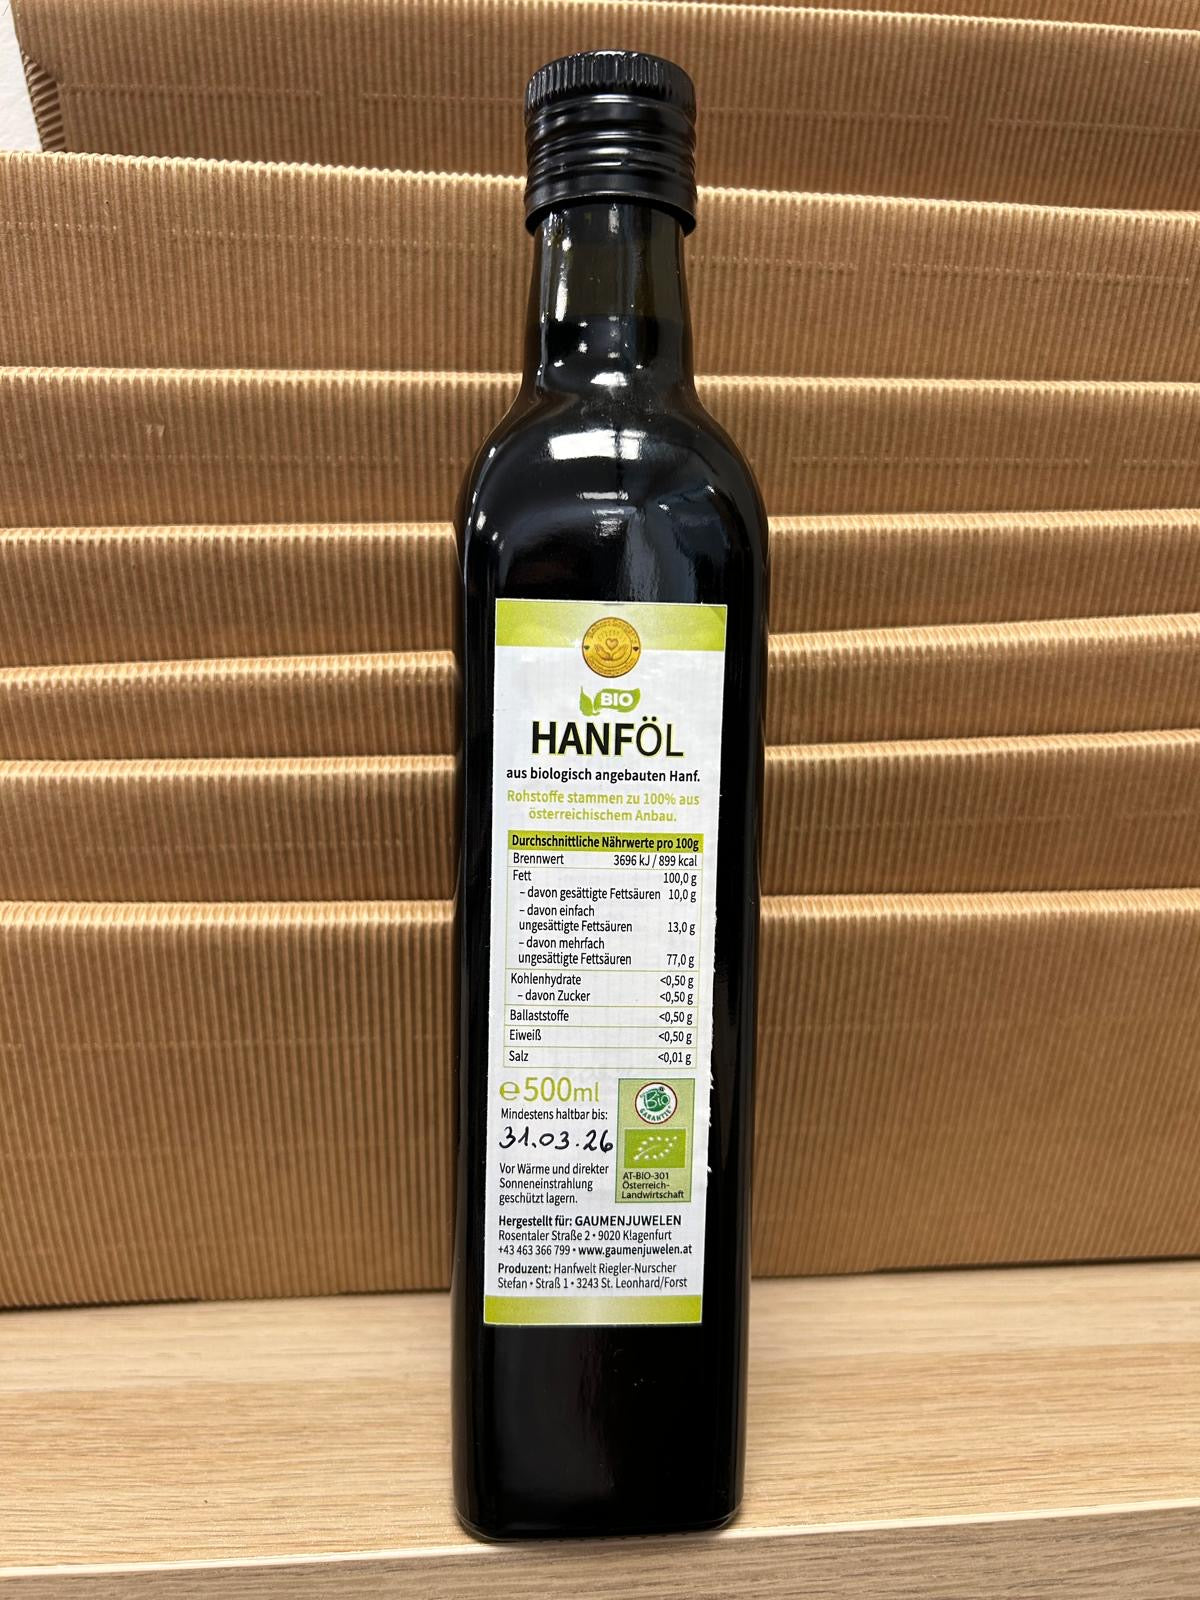 BIO
HANFÖL
aus biologisch angebauten Hanf.
Rohstoffe stammen zu 100% aus
österreichischem Anbau.
Durchschnittliche Nährwerte pro 100g
Brennwert 3696 kJ / 899 kcal
Fett 100,0 g
– davon gesättigte Fettsäuren 10,0 g
– davon einfach
ungesättigte Fettsäuren 13,0 g
– davon mehrfach
ungesättigte Fettsäuren 77,0 g
Kohlenhydrate <0,50 g
– davon Zucker <0,50 g
Ballaststoffe <0,50 g
Eiweiß <0,50 g
Salz <0,01 g
℮500ml
Mindestens haltbar bis:
31.03.26
Vor Wärme und direkter
Sonneneinstrahlung
geschützt lagern.
Bio
GARANTIE
AT-BIO-301
Österreich-
Landwirtschaft
Hergestellt für: GAUMENJUWELEN
Rosentaler Straße 2 • 9020 Klagenfurt
+43 463 366 799 • www.gaumenjuwelen.at
Produzent: Hanfwelt Riegler-Nurscher
Stefan • Straß 1 • 3243 St. Leonhard/Forst